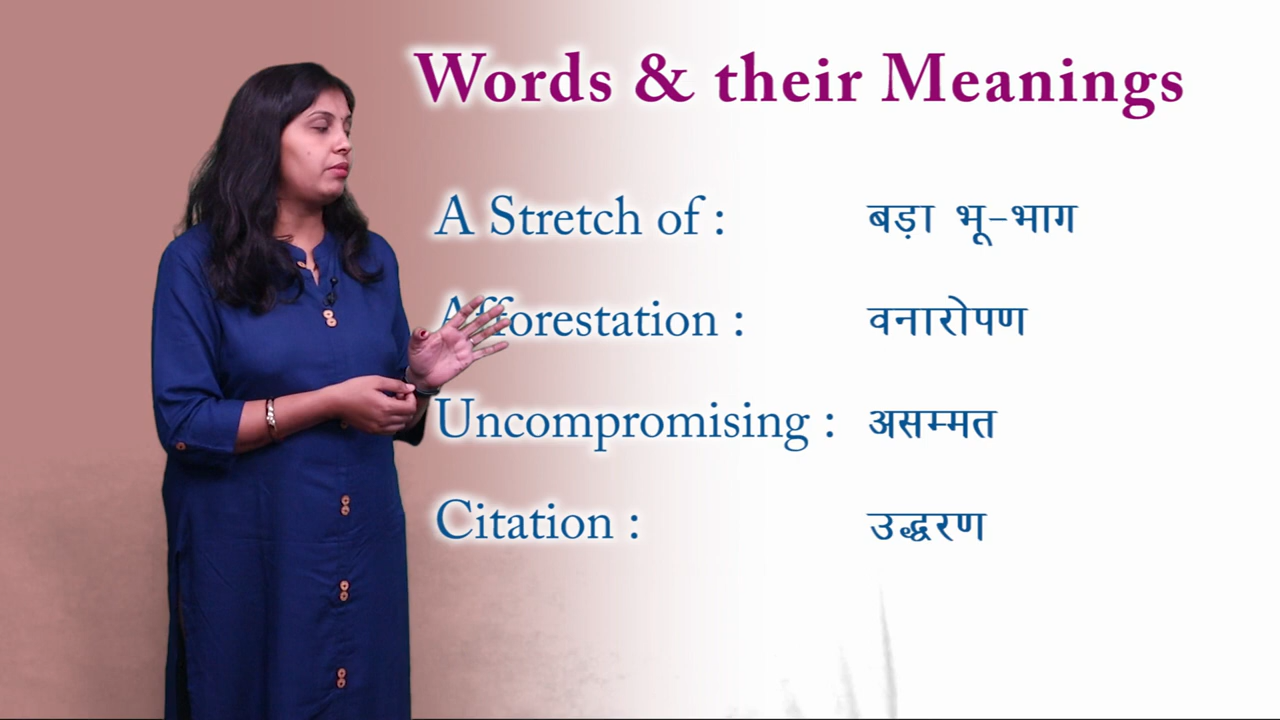 Words & their Meanings
A Stretch of : बड़ा भू-भाग
Afforestation : वनारोपण
Uncompromising : असम्मत
Citation : उद्धरण